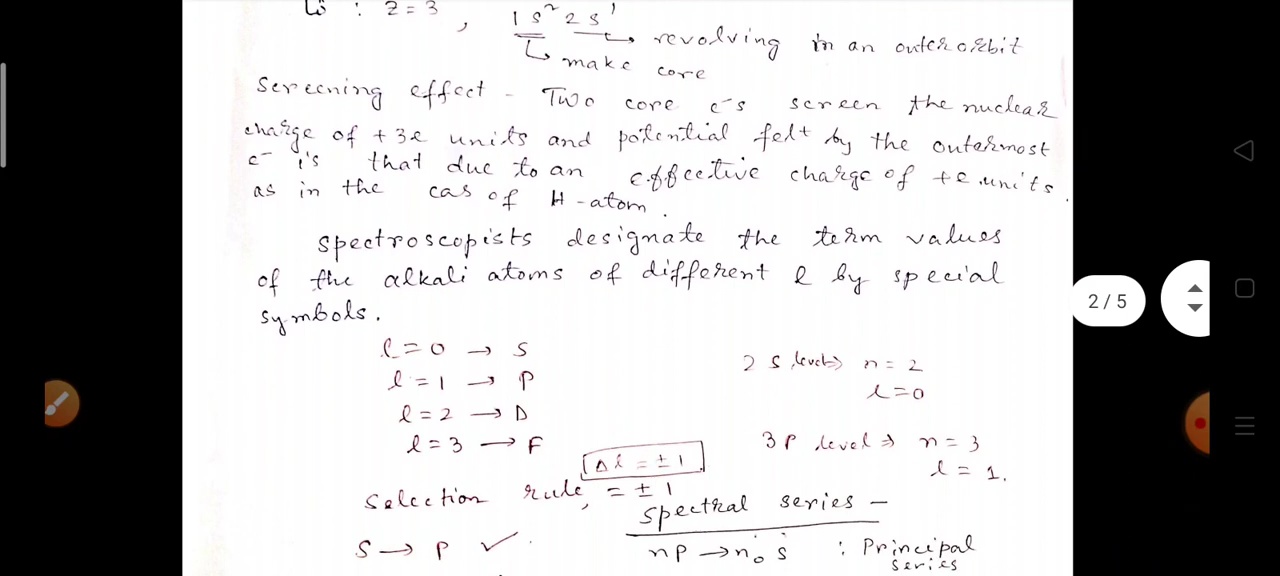 Li : Z = 3 , 1s² 2s¹
revolving in an outer orbit
make core
Screening effect - Two core e⁻s screen the nuclear
charge of +3e units and potential felt by the outermost
e⁻ is that due to an effective charge of +e units.
as in the cas of H-atom.
spectroscopists designate the term values
of the alkali atoms of different l by special
symbols.
l = 0 → S
l = 1 → P
l = 2 → D
l = 3 → F
2 S level ⇒ n = 2
l = 0
3 P level ⇒ n = 3
l = 1.
Δl = ±1
Selection rule, = ±1
S → P ✓.
Spectral series -
nP → n₀ S : Principal
series
2/5